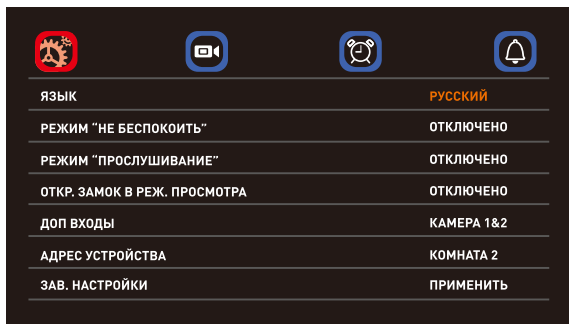 ЯЗЫК РУССКИЙ
РЕЖИМ “НЕ БЕСПОКОИТЬ” ОТКЛЮЧЕНО
РЕЖИМ “ПРОСЛУШИВАНИЕ” ОТКЛЮЧЕНО
ОТКР. ЗАМОК В РЕЖ. ПРОСМОТРА ОТКЛЮЧЕНО
ДОП ВХОДЫ КАМЕРА 1&2
АДРЕС УСТРОЙСТВА КОМНАТА 2
ЗАВ. НАСТРОЙКИ ПРИМЕНИТЬ